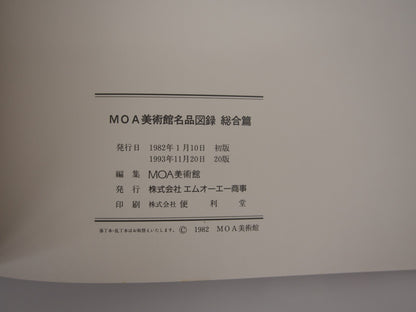 MOA美術館名品図録 総合篇
発行日 1982年1月10日 初版
1993年11月20日 20版
編集 MOA美術館
発行 株式会社 エムオーエー商事
印刷 株式会社 便利堂
落丁本・乱丁本はお取替えいたします。 © 1982 MOA美術館